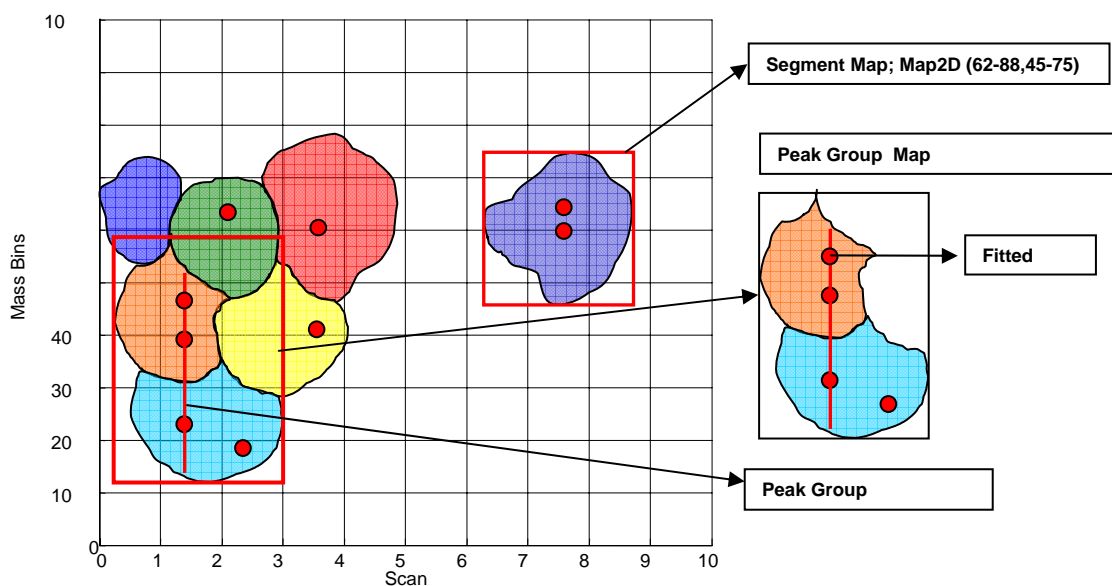 10
Mass Bins
40
30
20
10
0
0 1 2 3 4 5 6 7 8 9 10
Scan
Segment Map; Map2D (62-88,45-75)
Peak Group Map
Fitted
Peak Group